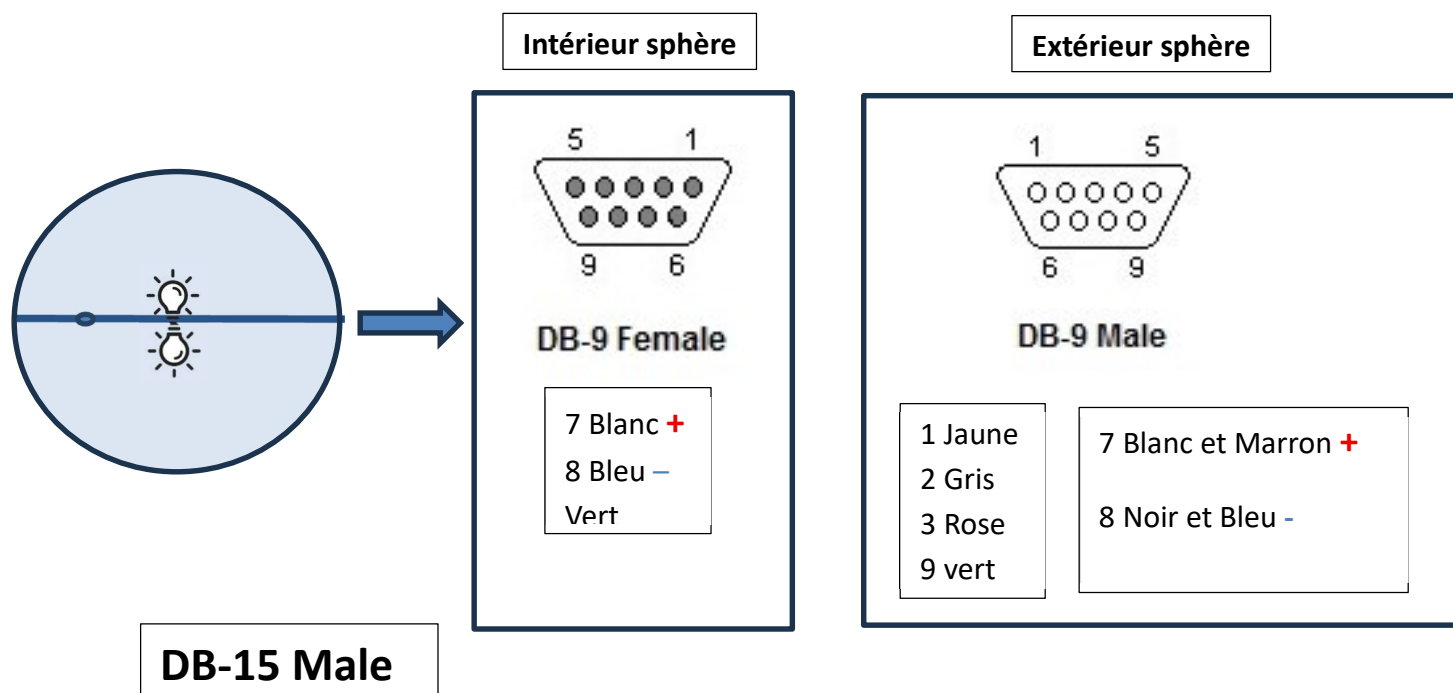 Intérieur sphère
Extérieur sphère
5 1
9 6
DB-9 Female
7 Blanc +
8 Bleu –
Vert
1 5
6 9
DB-9 Male
1 Jaune
2 Gris
3 Rose
9 vert
7 Blanc et Marron +
8 Noir et Bleu -
DB-15 Male